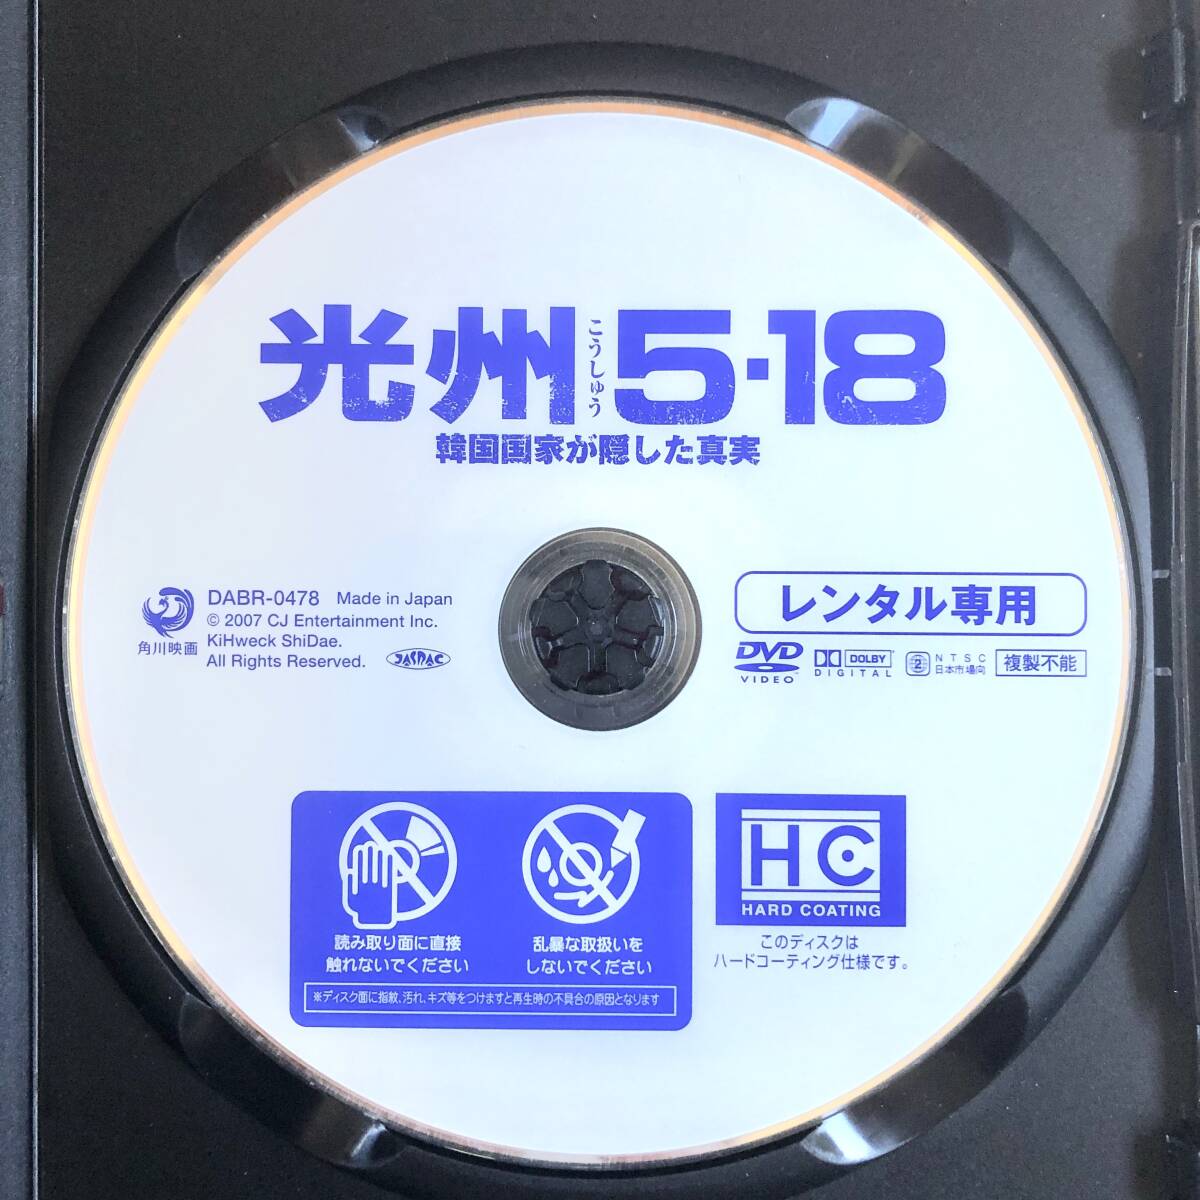 光州5・18
こうしゅう
韓国国家が隠した真実
DABR-0478 Made in Japan
© 2007 CJ Entertainment Inc.
KiHweck ShiDae.
All Rights Reserved.
角川映画
JASRAC
レンタル専用
DVD
VIDEO
DOLBY
DIGITAL
2
NTSC
日本市場向
複製不能
読み取り面に直接
触れないでください
乱暴な取扱いを
しないでください
※ディスク面に指紋、汚れ、キズ等をつけますと再生時の不具合の原因となります
HC
HARD COATING
このディスクは
ハードコーティング仕様です。